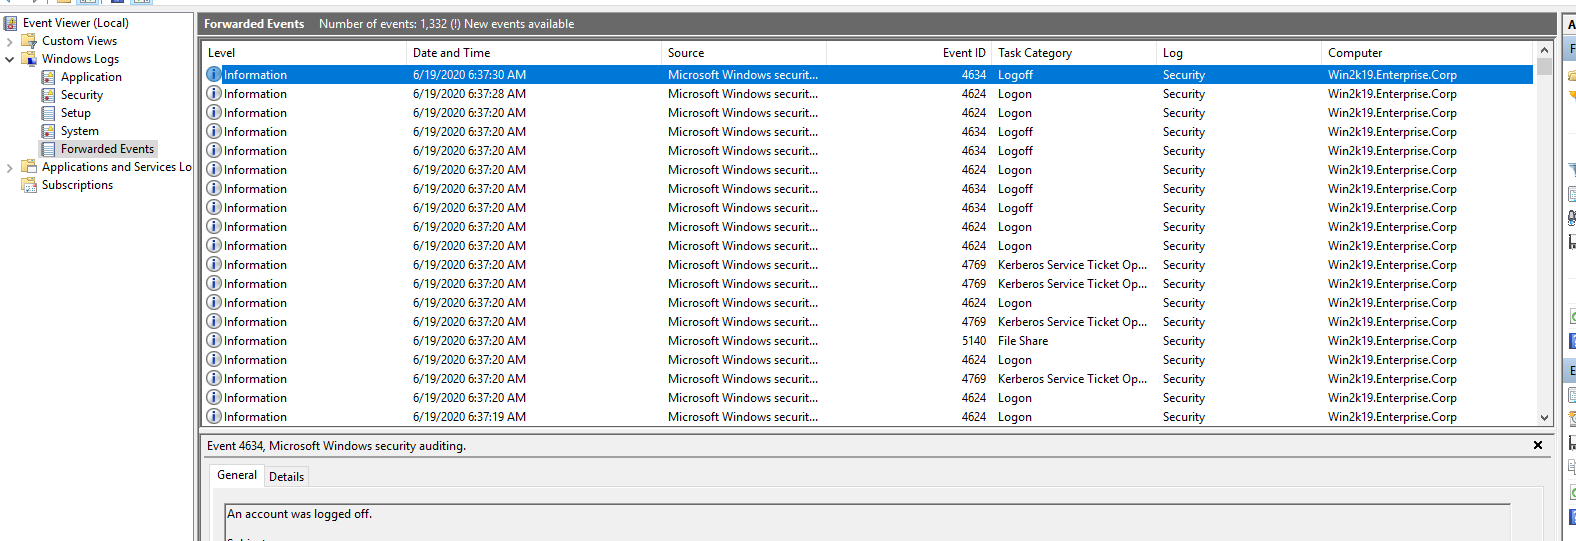 Event Viewer (Local)
Custom Views
Windows Logs
Application
Security
Setup
System
Forwarded Events
Applications and Services Lo
Subscriptions
Forwarded Events Number of events: 1,332 (!) New events available
Level Date and Time Source Event ID Task Category Log Computer
Information 6/19/2020 6:37:30 AM Microsoft Windows securit... 4634 Logoff Security Win2k19.Enterprise.Corp
Information 6/19/2020 6:37:28 AM Microsoft Windows securit... 4624 Logon Security Win2k19.Enterprise.Corp
Information 6/19/2020 6:37:20 AM Microsoft Windows securit... 4624 Logon Security Win2k19.Enterprise.Corp
Information 6/19/2020 6:37:20 AM Microsoft Windows securit... 4634 Logoff Security Win2k19.Enterprise.Corp
Information 6/19/2020 6:37:20 AM Microsoft Windows securit... 4634 Logoff Security Win2k19.Enterprise.Corp
Information 6/19/2020 6:37:20 AM Microsoft Windows securit... 4624 Logon Security Win2k19.Enterprise.Corp
Information 6/19/2020 6:37:20 AM Microsoft Windows securit... 4634 Logoff Security Win2k19.Enterprise.Corp
Information 6/19/2020 6:37:20 AM Microsoft Windows securit... 4634 Logoff Security Win2k19.Enterprise.Corp
Information 6/19/2020 6:37:20 AM Microsoft Windows securit... 4624 Logon Security Win2k19.Enterprise.Corp
Information 6/19/2020 6:37:20 AM Microsoft Windows securit... 4624 Logon Security Win2k19.Enterprise.Corp
Information 6/19/2020 6:37:20 AM Microsoft Windows securit... 4769 Kerberos Service Ticket Op... Security Win2k19.Enterprise.Corp
Information 6/19/2020 6:37:20 AM Microsoft Windows securit... 4769 Kerberos Service Ticket Op... Security Win2k19.Enterprise.Corp
Information 6/19/2020 6:37:20 AM Microsoft Windows securit... 4624 Logon Security Win2k19.Enterprise.Corp
Information 6/19/2020 6:37:20 AM Microsoft Windows securit... 4769 Kerberos Service Ticket Op... Security Win2k19.Enterprise.Corp
Information 6/19/2020 6:37:20 AM Microsoft Windows securit... 5140 File Share Security Win2k19.Enterprise.Corp
Information 6/19/2020 6:37:20 AM Microsoft Windows securit... 4624 Logon Security Win2k19.Enterprise.Corp
Information 6/19/2020 6:37:20 AM Microsoft Windows securit... 4769 Kerberos Service Ticket Op... Security Win2k19.Enterprise.Corp
Information 6/19/2020 6:37:20 AM Microsoft Windows securit... 4624 Logon Security Win2k19.Enterprise.Corp
Information 6/19/2020 6:37:19 AM Microsoft Windows securit... 4624 Logon Security Win2k19.Enterprise.Corp
Event 4634, Microsoft Windows security auditing.
General Details
An account was logged off.
A
F
E